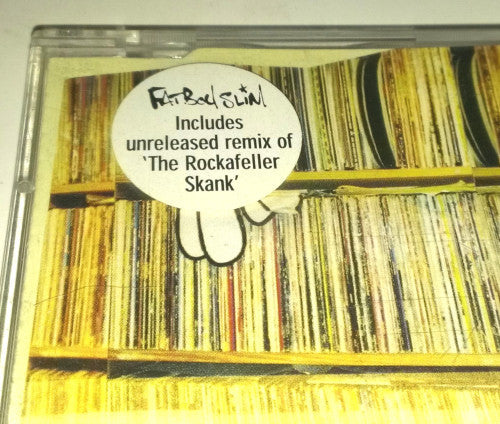 FATBOY SLIM
Includes
unreleased remix of
'The Rockafeller
Skank'